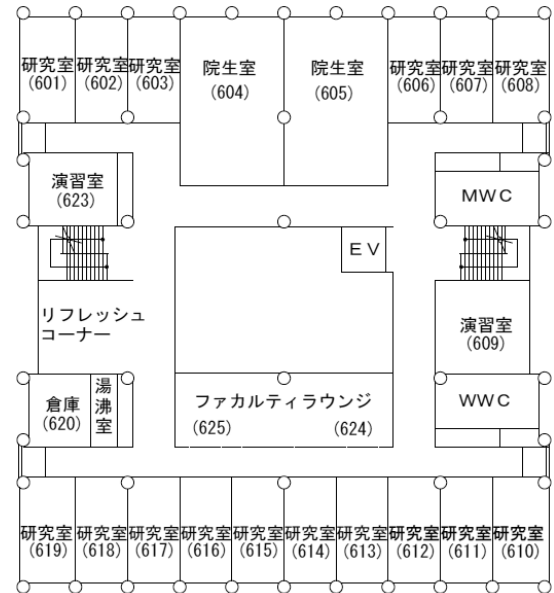 研究室
(601)
研究室
(602)
研究室
(603)
院生室
(604)
院生室
(605)
研究室
(606)
研究室
(607)
研究室
(608)
演習室
(623)
MWC
EV
リフレッシュ
コーナー
演習室
(609)
倉庫
(620)
湯沸室
ファカルティラウンジ
(625)
(624)
WWC
研究室
(619)
研究室
(618)
研究室
(617)
研究室
(616)
研究室
(615)
研究室
(614)
研究室
(613)
研究室
(612)
研究室
(611)
研究室
(610)